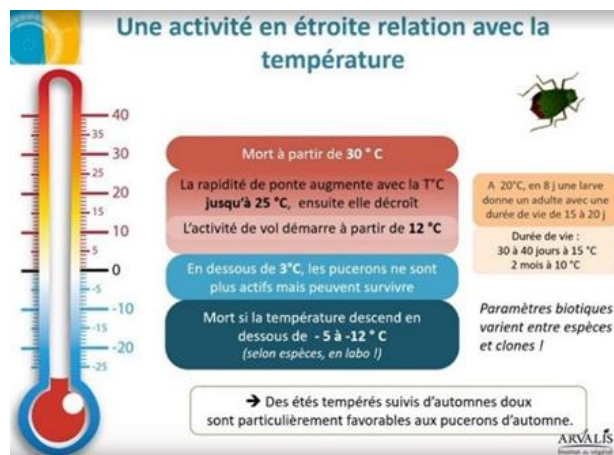 Une activité en étroite relation avec la
température
40
35
30
25
20
15
10
5
0
-5
-10
-15
-20
-25
Mort à partir de 30 ° C
La rapidité de ponte augmente avec la T°C
jusqu'à 25 °C, ensuite elle décroît
L'activité de vol démarre à partir de 12 °C
En dessous de 3°C, les pucerons ne sont
plus actifs mais peuvent survivre
Mort si la température descend en
dessous de - 5 à -12 ° C
(selon espèces, en labo !)
A 20°C, en 8 j une larve
donne un adulte avec une
durée de vie de 15 à 20 j
Durée de vie :
30 à 40 jours à 15 °C
2 mois à 10 °C
Paramètres biotiques
varient entre espèces
et clones !
➔ Des étés tempérés suivis d'automnes doux
sont particulièrement favorables aux pucerons d'automne.
ARVALIS
Institut du végétal